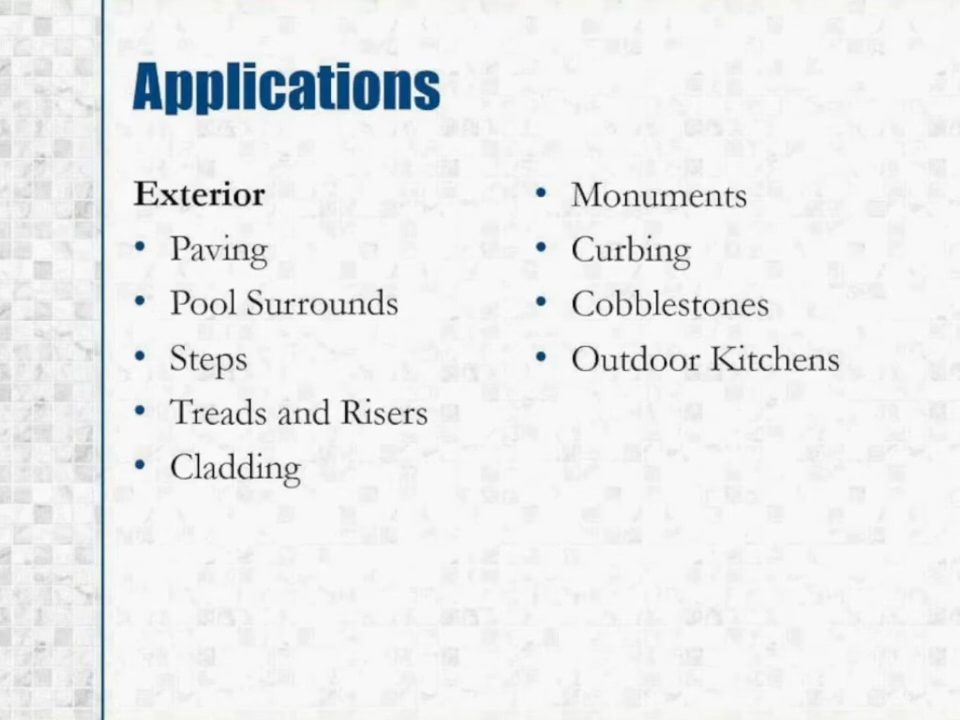 Applications
Exterior
• Paving
• Pool Surrounds
• Steps
• Treads and Risers
• Cladding
• Monuments
• Curbing
• Cobblestones
• Outdoor Kitchens